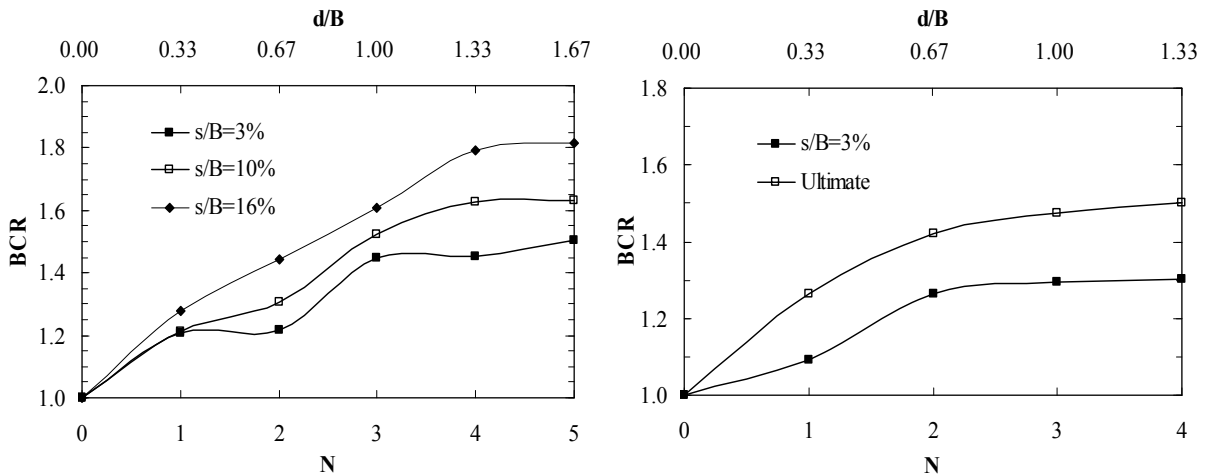 d/B
0.00 0.33 0.67 1.00 1.33 1.67
2.0
1.8
1.6
1.4
1.2
1.0
BCR
s/B=3%
s/B=10%
s/B=16%
0 1 2 3 4 5
N
d/B
0.00 0.33 0.67 1.00 1.33
1.8
1.6
1.4
1.2
1.0
BCR
s/B=3%
Ultimate
0 1 2 3 4
N